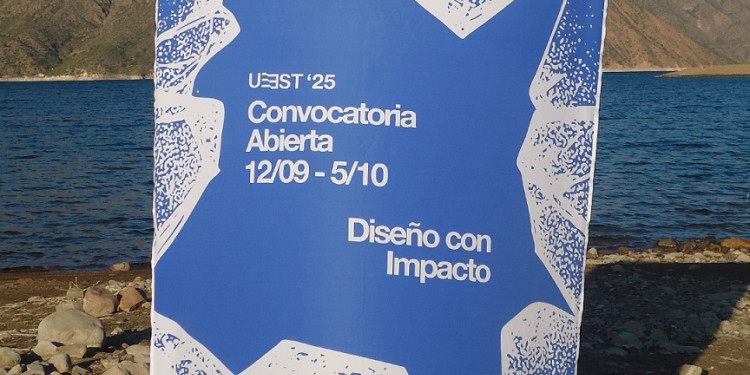 UEEST ‘25
Convocatoria
Abierta
12/09 - 5/10
Diseño con
Impacto